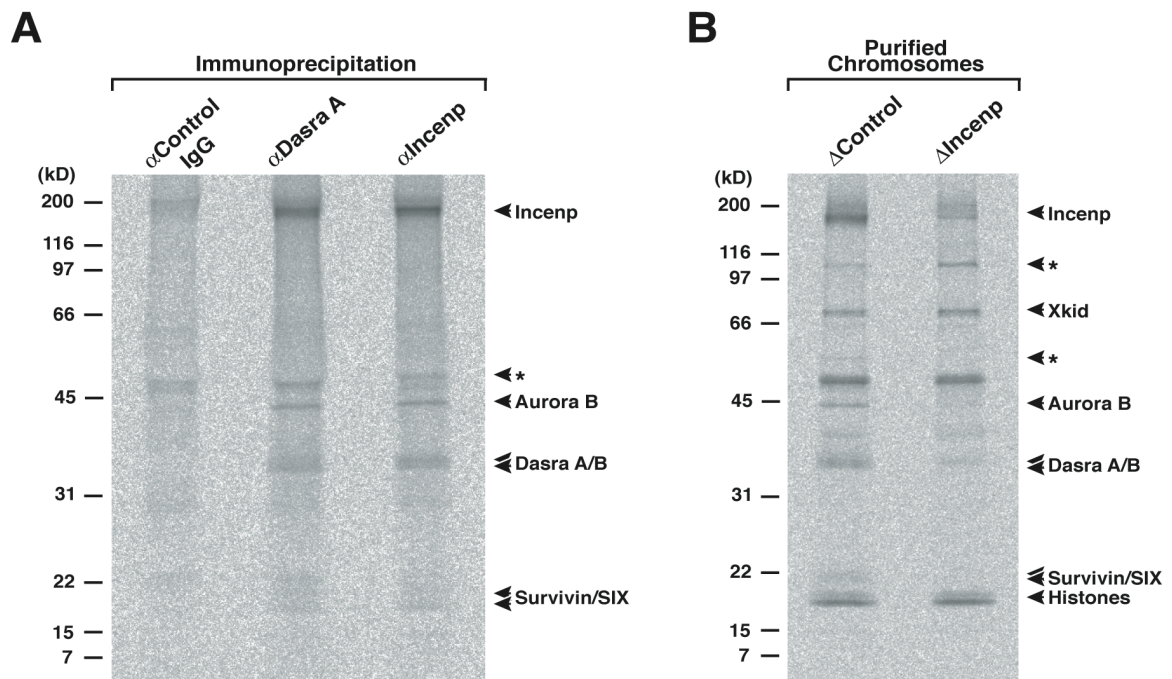 A
Immunoprecipitation
αControl IgG
αDasra A
αIncenp
(kD)
200
116
97
66
45
31
22
15
7
Incenp
*
Aurora B
Dasra A/B
Survivin/SIX
B
Purified
Chromosomes
ΔControl
ΔIncenp
(kD)
200
116
97
66
45
31
22
15
7
Incenp
*
Xkid
*
Aurora B
Dasra A/B
Survivin/SIX
Histones